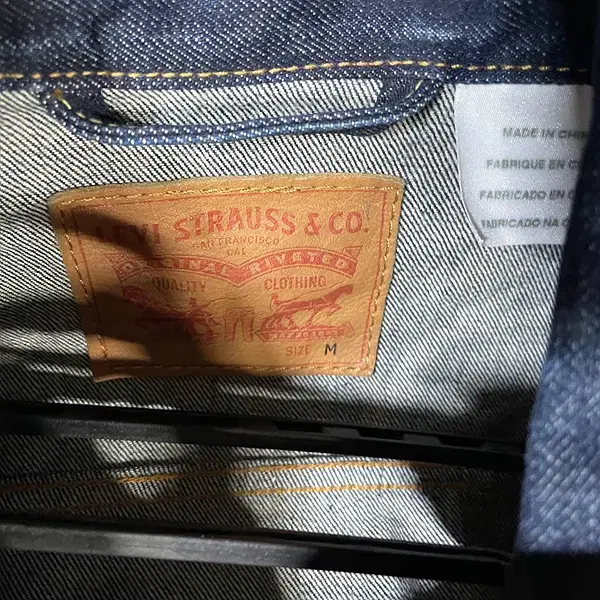 LEVI STRAUSS & CO.
SAN FRANCISCO
CAL
ORIGINAL RIVETED
QUALITY CLOTHING
SIZE M
MADE IN
FABRIQUE EN
FABRICADO EN
FABRICADO NA